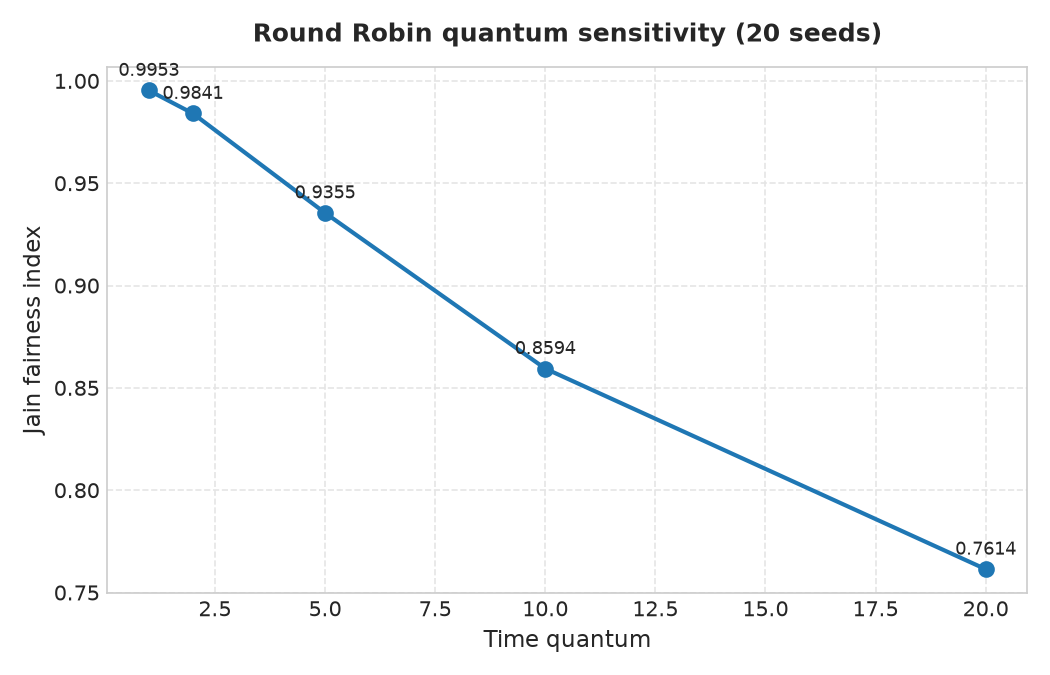 Round Robin quantum sensitivity (20 seeds)
0.9953
0.9841
0.9355
0.8594
0.7614
1.00
0.95
0.90
0.85
0.80
0.75
Jain fairness index
2.5 5.0 7.5 10.0 12.5 15.0 17.5 20.0
Time quantum